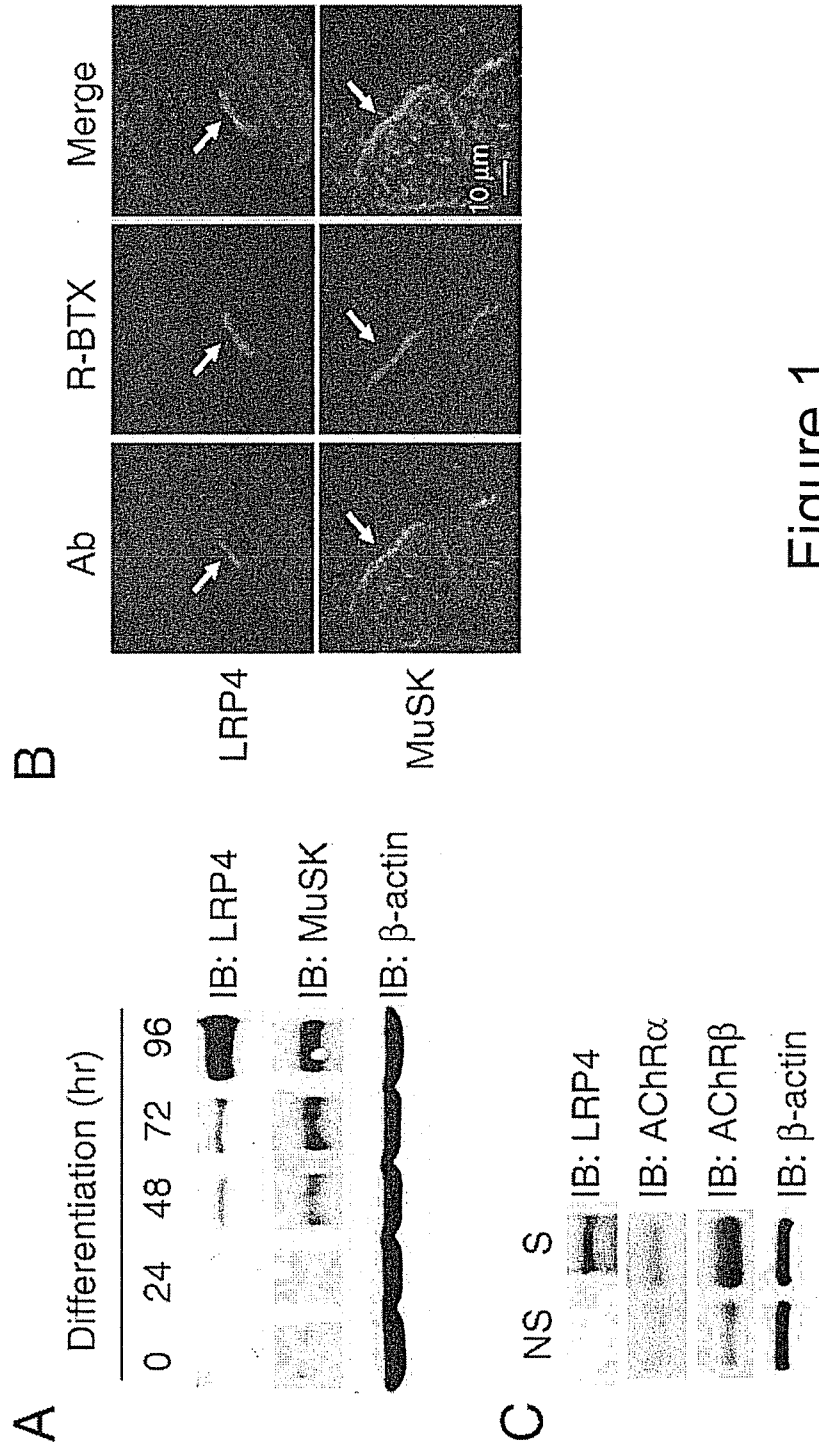 A
Differentiation (hr)
0 24 48 72 96
IB: LRP4
IB: MuSK
IB: β-actin
B
Ab R-BTX Merge
LRP4
MuSK
10 µm
C
NS S
IB: LRP4
IB: AChRα
IB: AChRβ
IB: β-actin
Figure 1